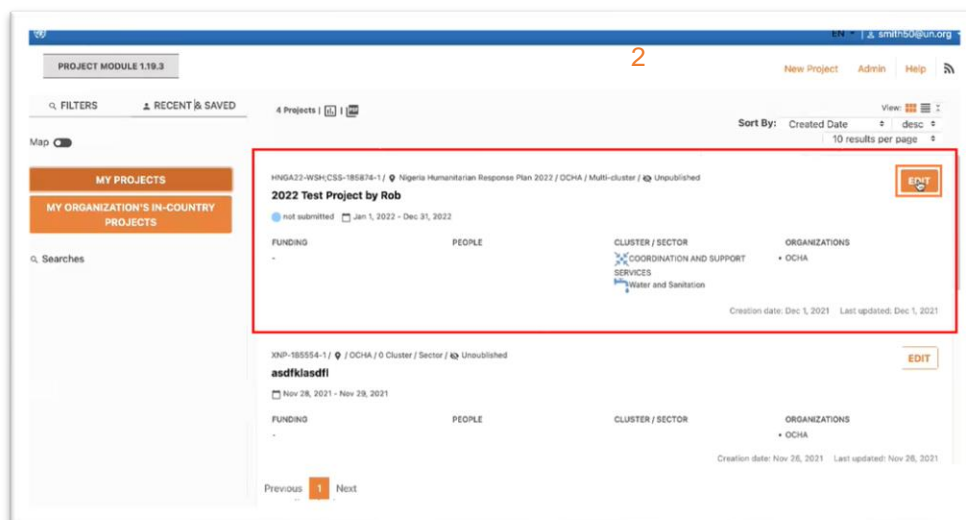 EN | smith50@un.org
PROJECT MODULE 1.19.3
2
New Project Admin Help
FILTERS RECENT & SAVED
4 Projects | |
View:
Sort By: Created Date desc
10 results per page
Map
MY PROJECTS
MY ORGANIZATION'S IN-COUNTRY
PROJECTS
Searches
HNGA22-WSH;CSS-185874-1 / Nigeria Humanitarian Response Plan 2022 / OCHA / Multi-cluster / Unpublished
EDIT
2022 Test Project by Rob
not submitted Jan 1, 2022 - Dec 31, 2022
FUNDING PEOPLE CLUSTER / SECTOR ORGANIZATIONS
- COORDINATION AND SUPPORT • OCHA
SERVICES
Water and Sanitation
Creation date: Dec 1, 2021 Last updated: Dec 1, 2021
XNP-185554-1 / / OCHA / 0 Cluster / Sector / Unpublished
EDIT
asdfklasdfl
Nov 28, 2021 - Nov 29, 2021
FUNDING PEOPLE CLUSTER / SECTOR ORGANIZATIONS
- • OCHA
Creation date: Nov 26, 2021 Last updated: Nov 26, 2021
Previous 1 Next